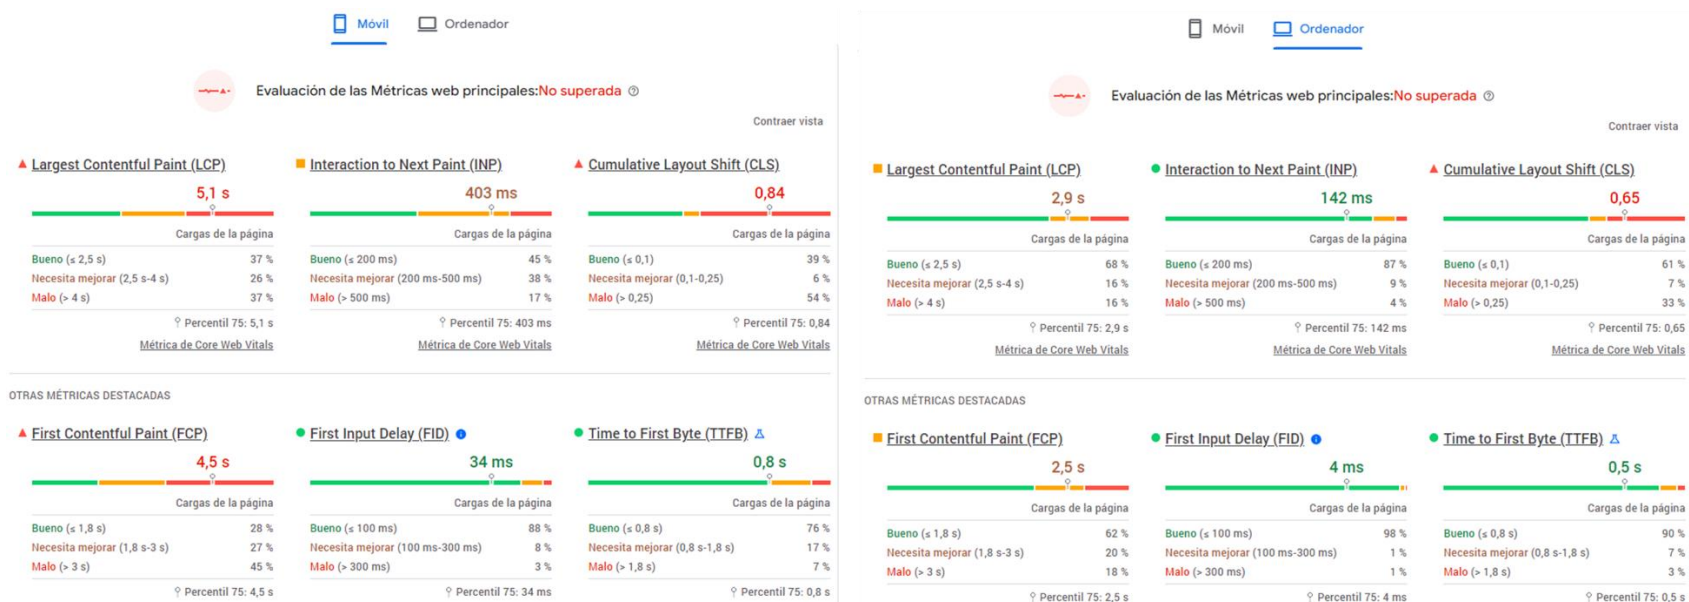 Móvil Ordenador
Evaluación de las Métricas web principales:No superada
Contraer vista
Largest Contentful Paint (LCP)
5,1 s
Cargas de la página
Bueno (≤ 2,5 s) 37 %
Necesita mejorar (2,5 s-4 s) 26 %
Malo (> 4 s) 37 %
Percentil 75: 5,1 s
Métrica de Core Web Vitals
Interaction to Next Paint (INP)
403 ms
Cargas de la página
Bueno (≤ 200 ms) 45 %
Necesita mejorar (200 ms-500 ms) 38 %
Malo (> 500 ms) 17 %
Percentil 75: 403 ms
Métrica de Core Web Vitals
Cumulative Layout Shift (CLS)
0,84
Cargas de la página
Bueno (≤ 0,1) 39 %
Necesita mejorar (0,1-0,25) 6 %
Malo (> 0,25) 54 %
Percentil 75: 0,84
Métrica de Core Web Vitals
OTRAS MÉTRICAS DESTACADAS
First Contentful Paint (FCP)
4,5 s
Cargas de la página
Bueno (≤ 1,8 s) 28 %
Necesita mejorar (1,8 s-3 s) 27 %
Malo (> 3 s) 45 %
Percentil 75: 4,5 s
First Input Delay (FID)
34 ms
Cargas de la página
Bueno (≤ 100 ms) 88 %
Necesita mejorar (100 ms-300 ms) 8 %
Malo (> 300 ms) 3 %
Percentil 75: 34 ms
Time to First Byte (TTFB)
0,8 s
Cargas de la página
Bueno (≤ 0,8 s) 76 %
Necesita mejorar (0,8 s-1,8 s) 17 %
Malo (> 1,8 s) 7 %
Percentil 75: 0,8 s
Móvil Ordenador
Evaluación de las Métricas web principales:No superada
Contraer vista
Largest Contentful Paint (LCP)
2,9 s
Cargas de la página
Bueno (≤ 2,5 s) 68 %
Necesita mejorar (2,5 s-4 s) 16 %
Malo (> 4 s) 16 %
Percentil 75: 2,9 s
Métrica de Core Web Vitals
Interaction to Next Paint (INP)
142 ms
Cargas de la página
Bueno (≤ 200 ms) 87 %
Necesita mejorar (200 ms-500 ms) 9 %
Malo (> 500 ms) 4 %
Percentil 75: 142 ms
Métrica de Core Web Vitals
Cumulative Layout Shift (CLS)
0,65
Cargas de la página
Bueno (≤ 0,1) 61 %
Necesita mejorar (0,1-0,25) 7 %
Malo (> 0,25) 33 %
Percentil 75: 0,65
Métrica de Core Web Vitals
OTRAS MÉTRICAS DESTACADAS
First Contentful Paint (FCP)
2,5 s
Cargas de la página
Bueno (≤ 1,8 s) 62 %
Necesita mejorar (1,8 s-3 s) 20 %
Malo (> 3 s) 18 %
Percentil 75: 2,5 s
First Input Delay (FID)
4 ms
Cargas de la página
Bueno (≤ 100 ms) 98 %
Necesita mejorar (100 ms-300 ms) 1 %
Malo (> 300 ms) 1 %
Percentil 75: 4 ms
Time to First Byte (TTFB)
0,5 s
Cargas de la página
Bueno (≤ 0,8 s) 90 %
Necesita mejorar (0,8 s-1,8 s) 7 %
Malo (> 1,8 s) 3 %
Percentil 75: 0,5 s